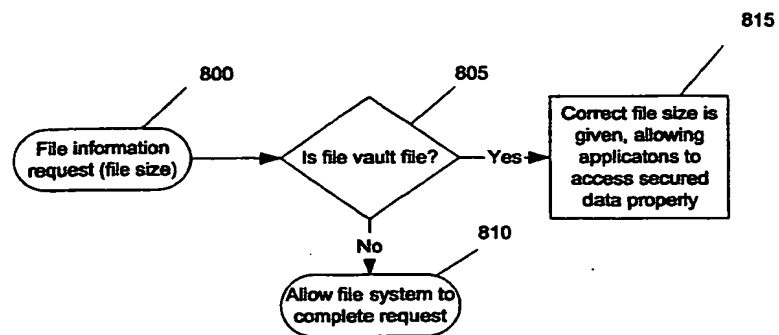 815
800
805
Correct file size is
given, allowing
applicatons to
access secured
data properly
File information
request (file size)
Is file vault file?
Yes
No
810
Allow file system to
complete request